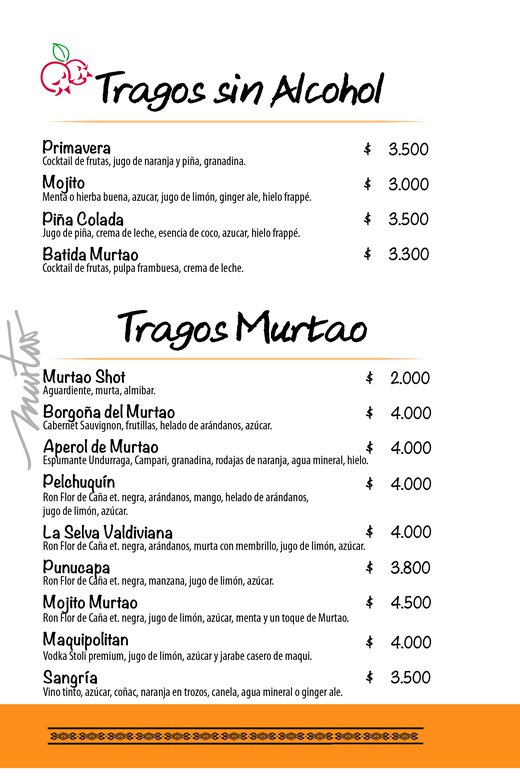 Tragos sin Alcohol
Primavera $ 3.500
Cocktail de frutas, jugo de naranja y piña, granadina.
Mojito $ 3.000
Menta o hierba buena, azucar, jugo de limón, ginger ale, hielo frappé.
Piña Colada $ 3.500
Jugo de piña, crema de leche, esencia de coco, azucar, hielo frappé.
Batida Murtao $ 3.300
Cocktail de frutas, pulpa frambuesa, crema de leche.
murtao
Tragos Murtao
Murtao Shot $ 2.000
Aguardiente, murta, almibar.
Borgoña del Murtao $ 4.000
Cabernet Sauvignon, frutillas, helado de arándanos, azúcar.
Aperol de Murtao $ 4.000
Espumante Undurraga, Campari, granadina, rodajas de naranja, agua mineral, hielo.
Pelchuquín $ 4.000
Ron Flor de Caña et. negra, arándanos, mango, helado de arándanos,
jugo de limón, azúcar.
La Selva Valdiviana $ 4.000
Ron Flor de Caña et. negra, arándanos, murta con membrillo, jugo de limón, azúcar.
Punucapa $ 3.800
Ron Flor de Caña et. negra, manzana, jugo de limón, azúcar.
Mojito Murtao $ 4.500
Ron Flor de Caña et. negra, jugo de limón, azúcar, menta y un toque de Murtao.
Maquipolitan $ 4.000
Vodka Stoli premium, jugo de limón, azúcar y jarabe casero de maqui.
Sangría $ 3.500
Vino tinto, azúcar, coñac, naranja en trozos, canela, agua mineral o ginger ale.